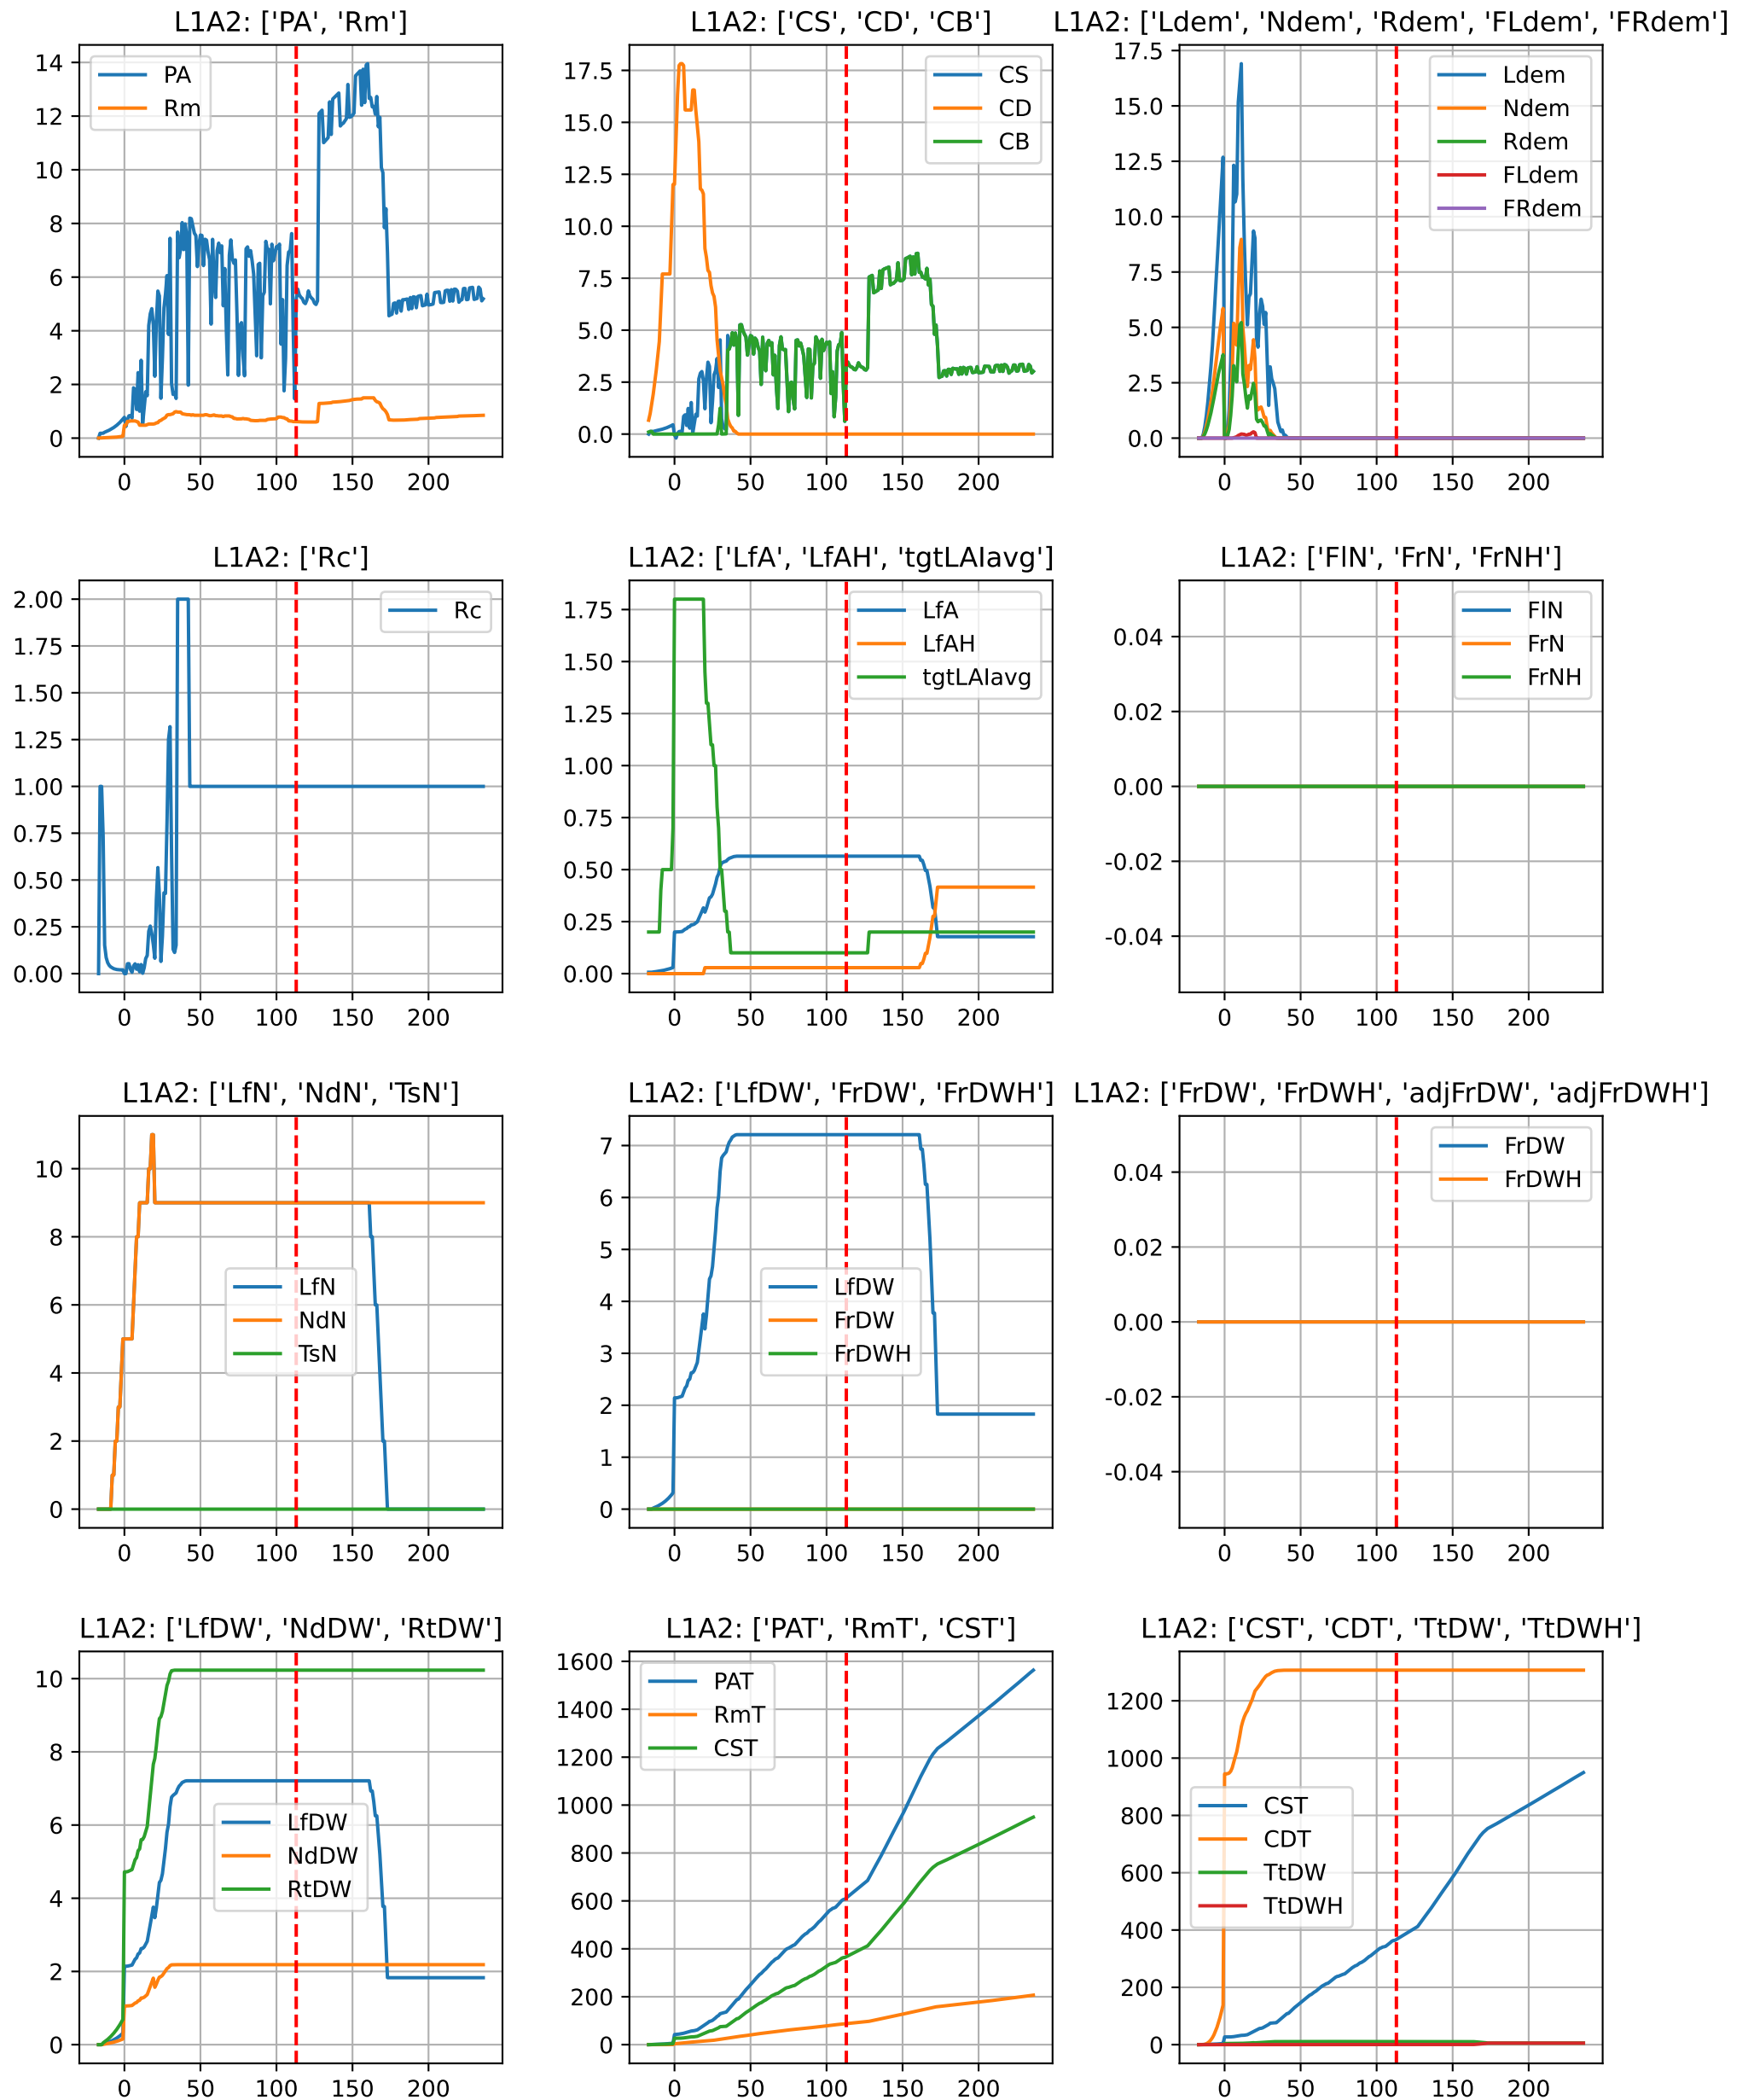 L1A2: ['PA', 'Rm']
PA
Rm
14
12
10
8
6
4
2
0
0 50 100 150 200
L1A2: ['CS', 'CD', 'CB']
CS
CD
CB
17.5
15.0
12.5
10.0
7.5
5.0
2.5
0.0
0 50 100 150 200
L1A2: ['Ldem', 'Ndem', 'Rdem', 'FLdem', 'FRdem']
Ldem
Ndem
Rdem
FLdem
FRdem
17.5
15.0
12.5
10.0
7.5
5.0
2.5
0.0
0 50 100 150 200
L1A2: ['Rc']
Rc
2.00
1.75
1.50
1.25
1.00
0.75
0.50
0.25
0.00
0 50 100 150 200
L1A2: ['LfA', 'LfAH', 'tgtLAIavg']
LfA
LfAH
tgtLAIavg
1.75
1.50
1.25
1.00
0.75
0.50
0.25
0.00
0 50 100 150 200
L1A2: ['FlN', 'FrN', 'FrNH']
FlN
FrN
FrNH
0.04
0.02
0.00
-0.02
-0.04
0 50 100 150 200
L1A2: ['LfN', 'NdN', 'TsN']
LfN
NdN
TsN
10
8
6
4
2
0
0 50 100 150 200
L1A2: ['LfDW', 'FrDW', 'FrDWH']
LfDW
FrDW
FrDWH
7
6
5
4
3
2
1
0
0 50 100 150 200
L1A2: ['FrDW', 'FrDWH', 'adjFrDW', 'adjFrDWH']
FrDW
FrDWH
0.04
0.02
0.00
-0.02
-0.04
0 50 100 150 200
L1A2: ['LfDW', 'NdDW', 'RtDW']
LfDW
NdDW
RtDW
10
8
6
4
2
0
0 50 100 150 200
L1A2: ['PAT', 'RmT', 'CST']
PAT
RmT
CST
1600
1400
1200
1000
800
600
400
200
0
0 50 100 150 200
L1A2: ['CST', 'CDT', 'TtDW', 'TtDWH']
CST
CDT
TtDW
TtDWH
1200
1000
800
600
400
200
0
0 50 100 150 200